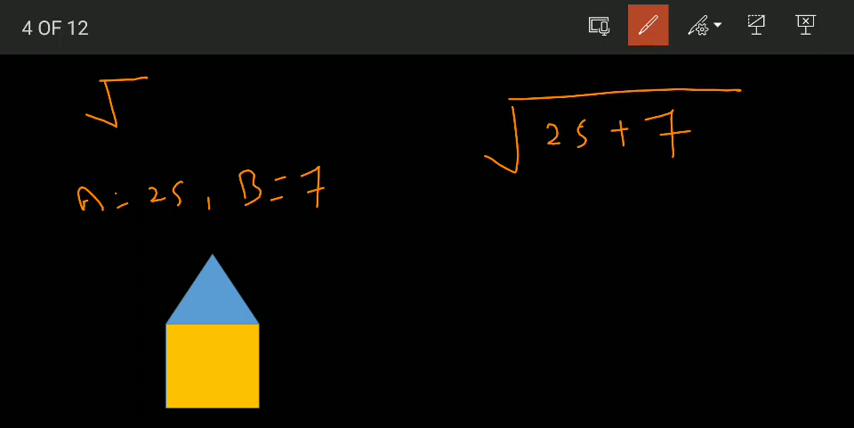 4 OF 12
√
A = 25, B = 7
√25 + 7